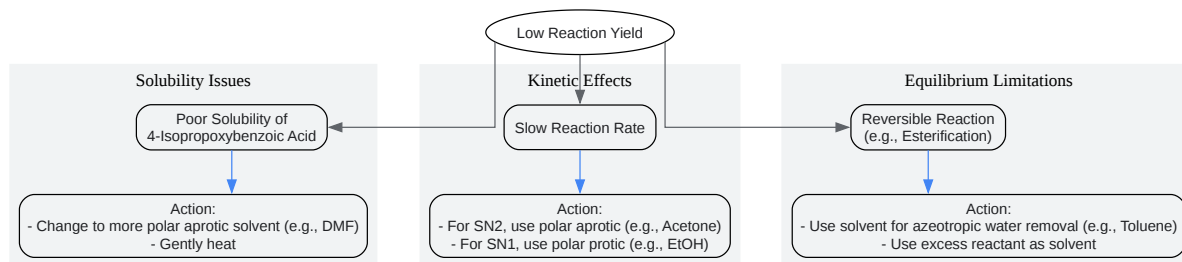 Low Reaction Yield
Solubility Issues
Poor Solubility of
4-Isopropoxybenzoic Acid
Action:
- Change to more polar aprotic solvent (e.g., DMF)
- Gently heat
Kinetic Effects
Slow Reaction Rate
Action:
- For SN2, use polar aprotic (e.g., Acetone)
- For SN1, use polar protic (e.g., EtOH)
Equilibrium Limitations
Reversible Reaction
(e.g., Esterification)
Action:
- Use solvent for azeotropic water removal (e.g., Toluene)
- Use excess reactant as solvent